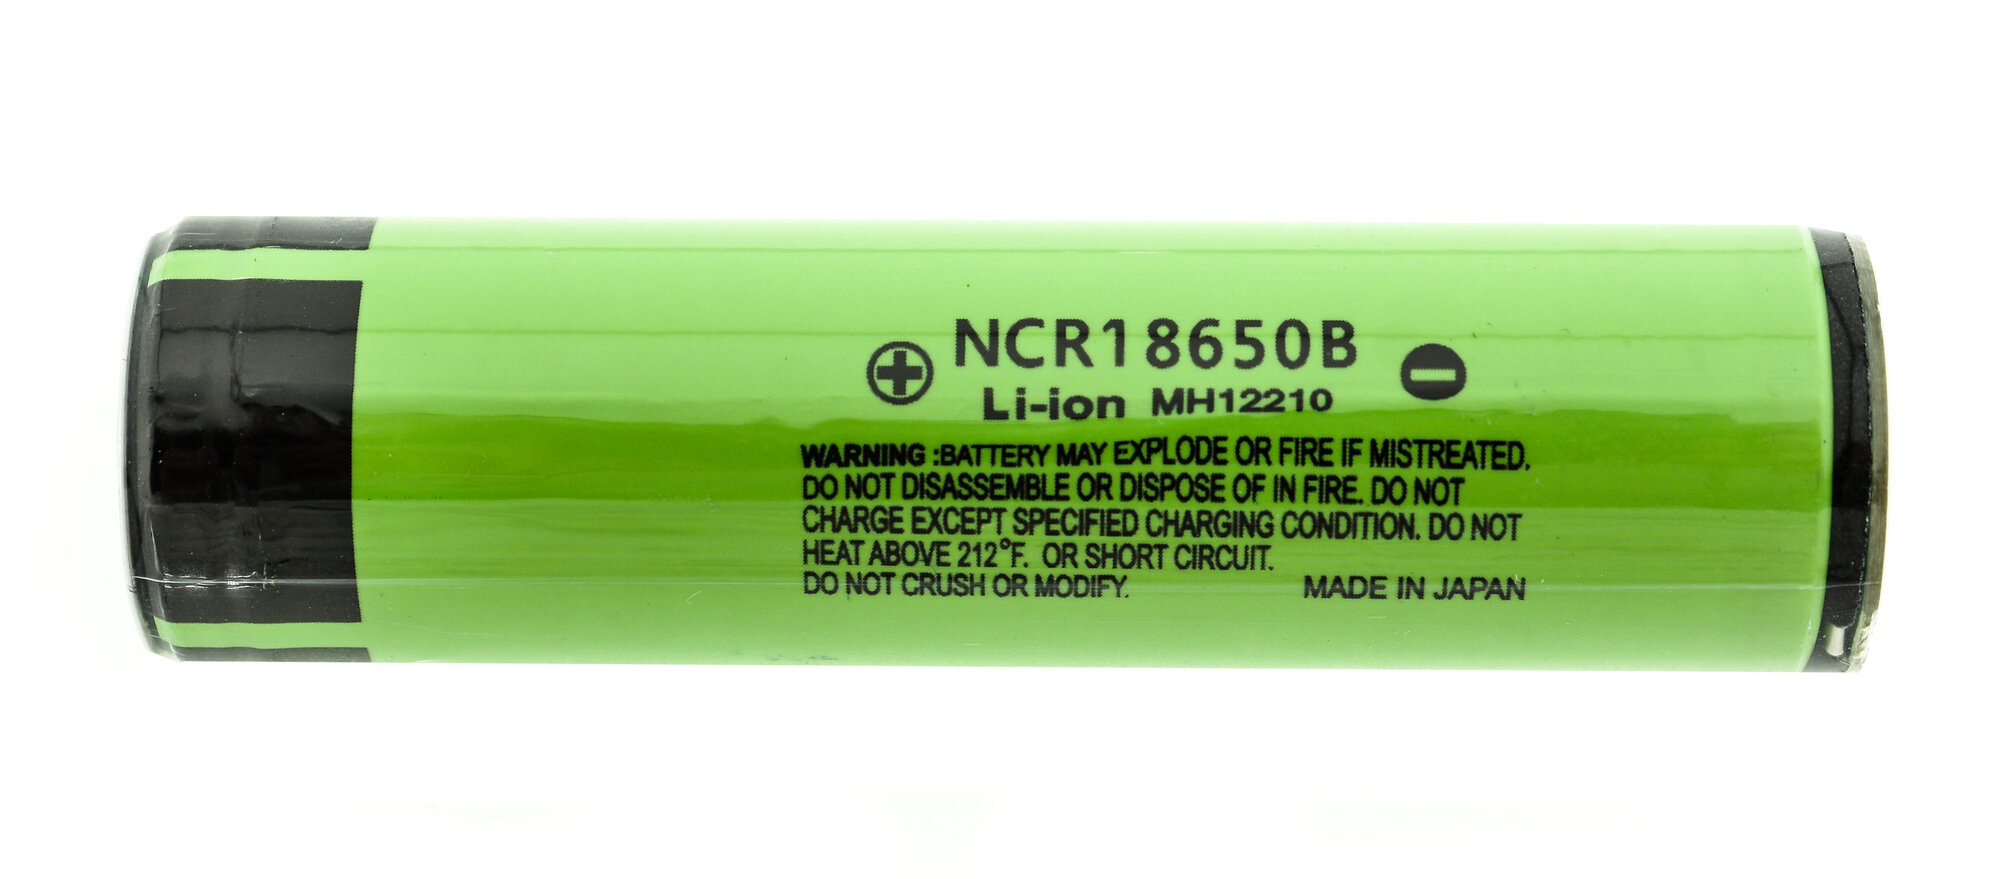 NCR18650B
Li-ion MH12210
WARNING :BATTERY MAY EXPLODE OR FIRE IF MISTREATED.
DO NOT DISASSEMBLE OR DISPOSE OF IN FIRE. DO NOT
CHARGE EXCEPT SPECIFIED CHARGING CONDITION. DO NOT
HEAT ABOVE 212°F. OR SHORT CIRCUIT.
DO NOT CRUSH OR MODIFY. MADE IN JAPAN